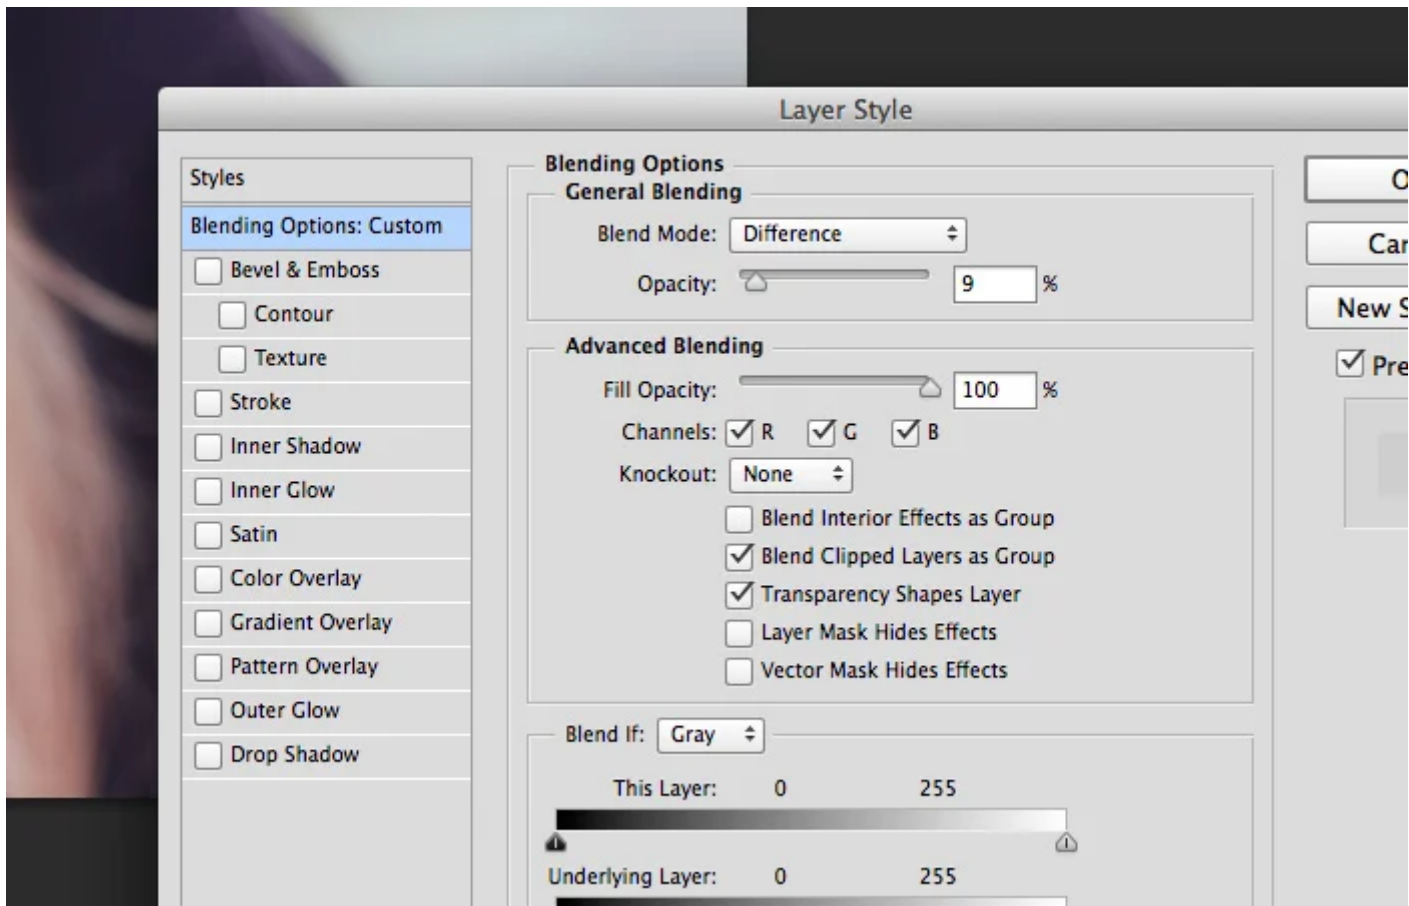 Layer Style
Styles
Blending Options: Custom
Bevel & Emboss
Contour
Texture
Stroke
Inner Shadow
Inner Glow
Satin
Color Overlay
Gradient Overlay
Pattern Overlay
Outer Glow
Drop Shadow
Blending Options
General Blending
Blend Mode: Difference
Opacity: 9 %
Advanced Blending
Fill Opacity: 100 %
Channels: R G B
Knockout: None
Blend Interior Effects as Group
Blend Clipped Layers as Group
Transparency Shapes Layer
Layer Mask Hides Effects
Vector Mask Hides Effects
Blend If: Gray
This Layer: 0 255
Underlying Layer: 0 255
New